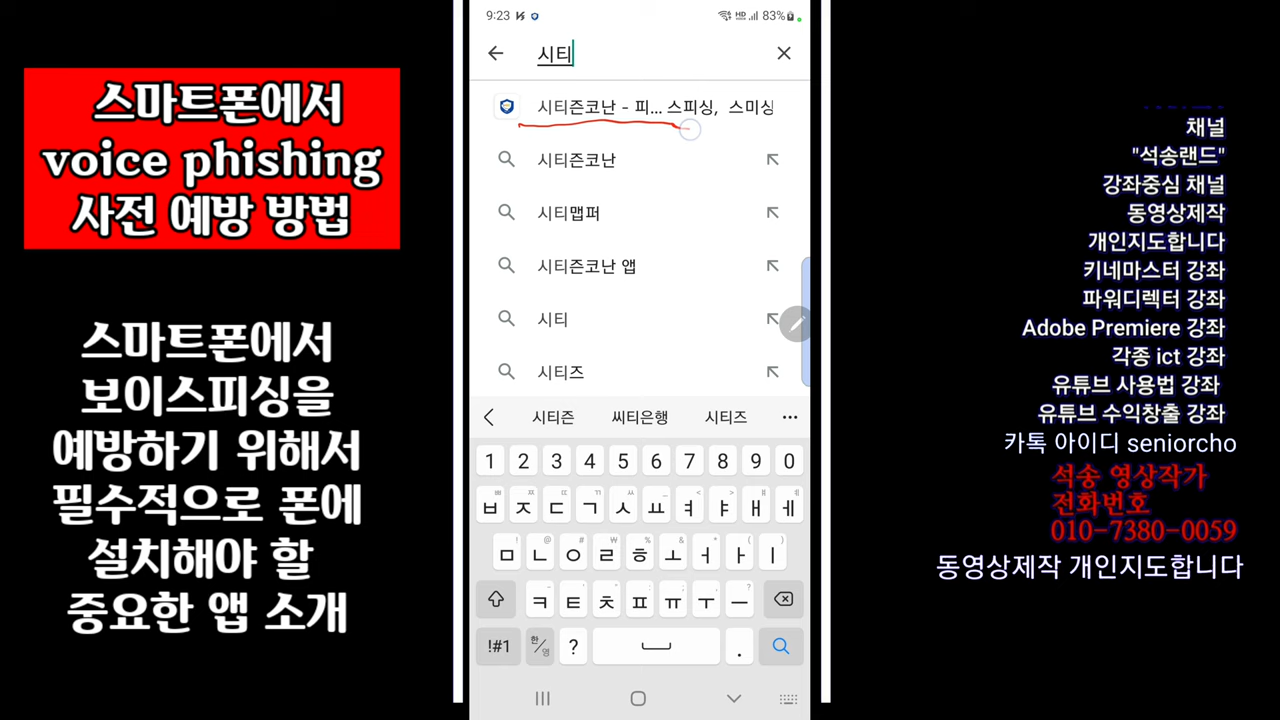 스마트폰에서
voice phishing
사전 예방 방법
스마트폰에서
보이스피싱을
예방하기 위해서
필수적으로 폰에
설치해야 할
중요한 앱 소개
9:23
83%
시티
시티즌코난 - 피... 스피싱, 스미싱
시티즌코난
시티맵퍼
시티즌코난 앱
시티
시티즈
시티즌 씨티은행 시티즈 •••
1 2 3 4 5 6 7 8 9 0
ㅂ ㅈ ㄷ ㄱ ㅅ ㅛ ㅕ ㅑ ㅐ ㅔ
ㅁ ㄴ ㅇ ㄹ ㅎ ㅗ ㅓ ㅏ ㅣ
ㅋ ㅌ ㅊ ㅍ ㅠ ㅜ ㅡ
!#1 한/영 ? .
채널
"석송랜드"
강좌중심 채널
동영상제작
개인지도합니다
키네마스터 강좌
파워디렉터 강좌
Adobe Premiere 강좌
각종 ict 강좌
유튜브 사용법 강좌
유튜브 수익창출 강좌
카톡 아이디 seniorcho
석송 영상작가
전화번호
010-7380-0059
동영상제작 개인지도합니다